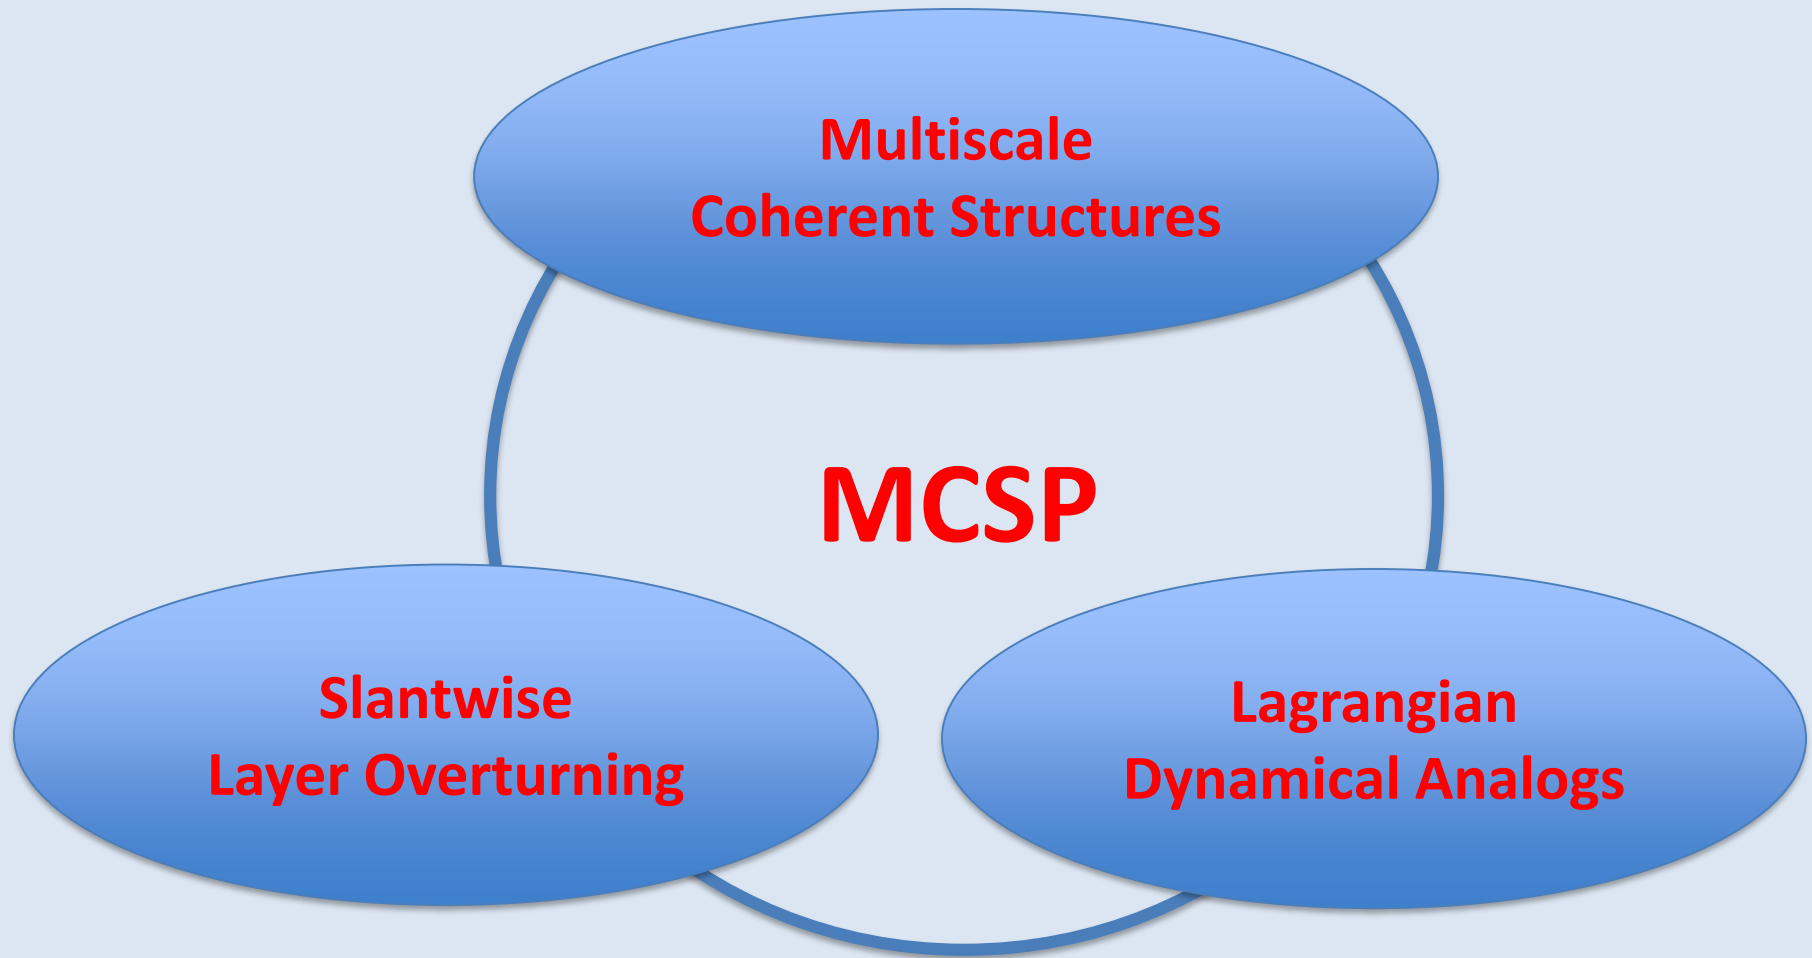 Multiscale
Coherent Structures
MCSP
Slantwise
Layer Overturning
Lagrangian
Dynamical Analogs